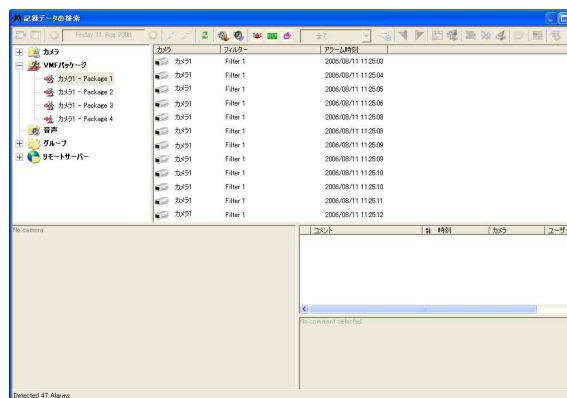 記録データの検索
Friday 11 Aug 2006
全て
カメラ
VMFパッケージ
カメラ1 - Package 1
カメラ1 - Package 2
カメラ1 - Package 3
カメラ1 - Package 4
音声
グループ
リモートサーバー
カメラ フィルター アラーム時刻
カメラ1 Filter 1 2006/08/11 11:25:03
カメラ1 Filter 1 2006/08/11 11:25:04
カメラ1 Filter 1 2006/08/11 11:25:05
カメラ1 Filter 1 2006/08/11 11:25:06
カメラ1 Filter 1 2006/08/11 11:25:08
カメラ1 Filter 1 2006/08/11 11:25:08
カメラ1 Filter 1 2006/08/11 11:25:09
カメラ1 Filter 1 2006/08/11 11:25:09
カメラ1 Filter 1 2006/08/11 11:25:10
カメラ1 Filter 1 2006/08/11 11:25:10
カメラ1 Filter 1 2006/08/11 11:25:11
カメラ1 Filter 1 2006/08/11 11:25:12
No camera
コメント 時刻 カメラ ユーザー
No comment selected
Detected 47 Alarms